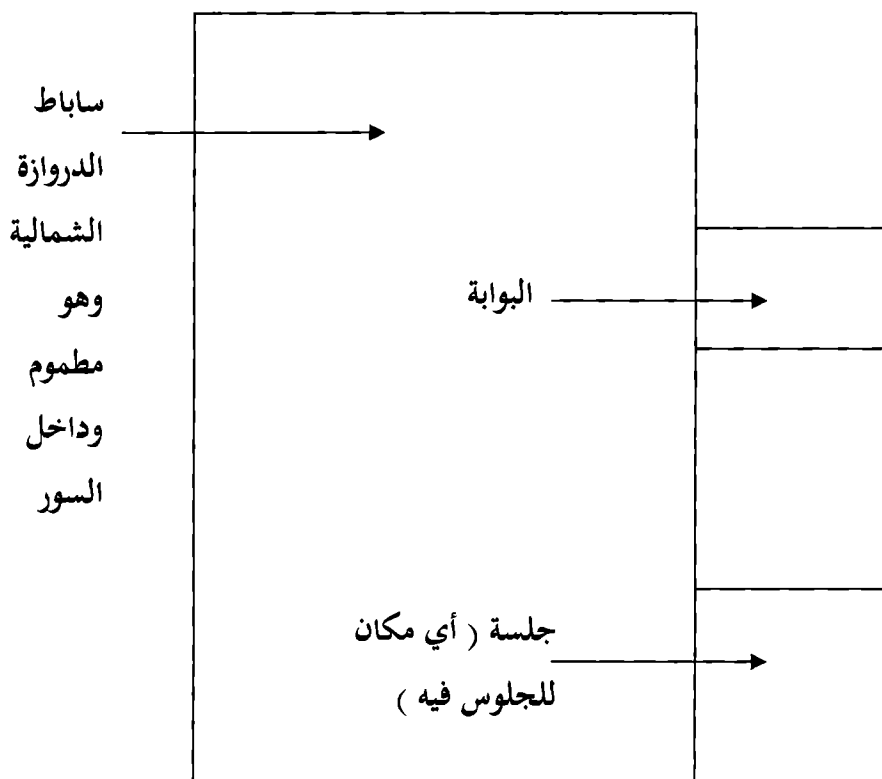 ساباط
الدروازة
الشمالية
وهو
مطموم
وداخل
السور
البوابة
جلسة ( أي مكان
للجلوس فيه )